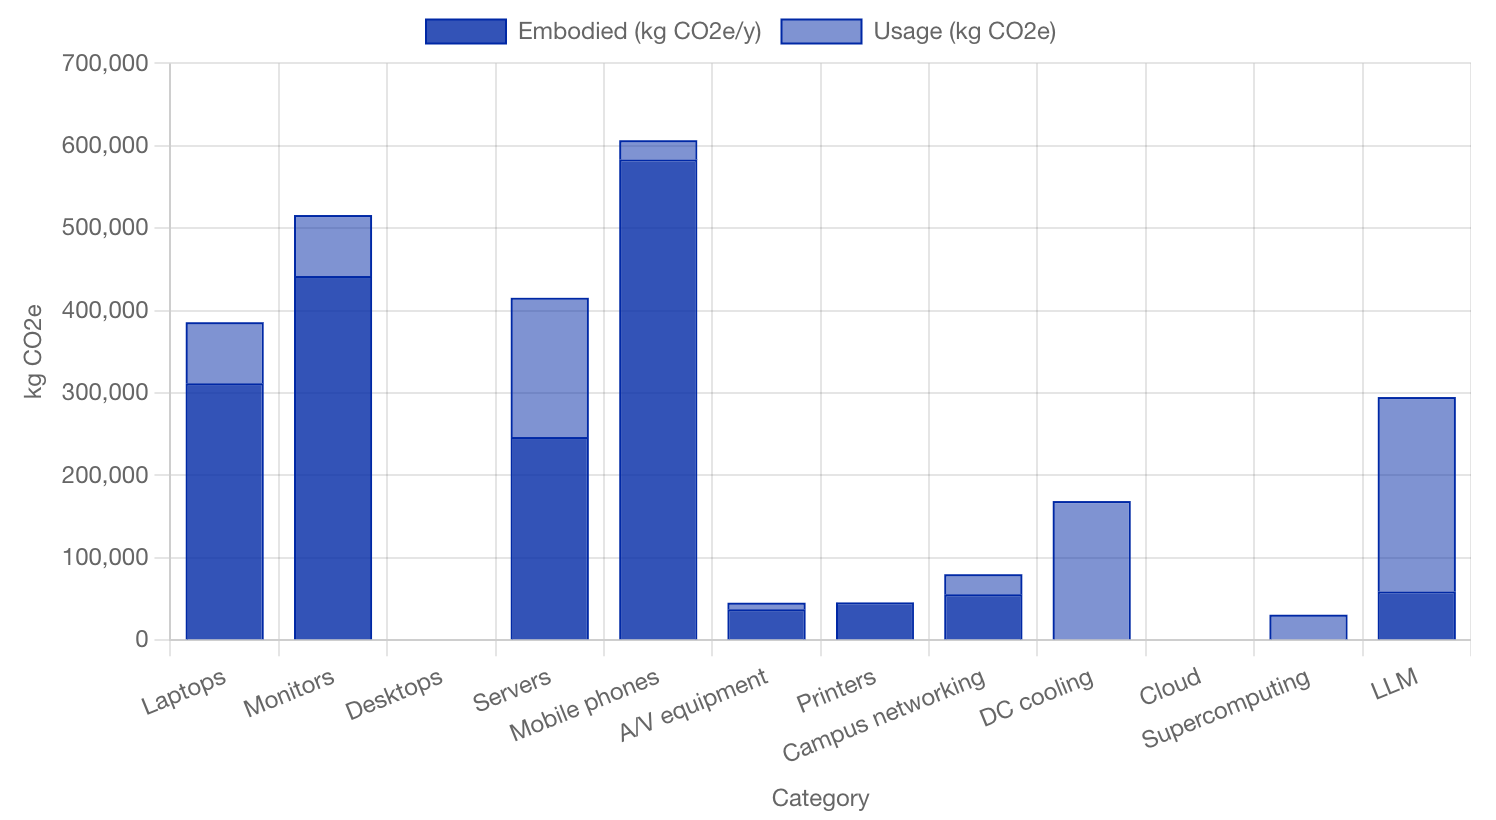 Embodied (kg CO2e/y) Usage (kg CO2e)
700,000
600,000
500,000
400,000
300,000
200,000
100,000
0
kg CO2e
Laptops
Monitors
Desktops
Servers
Mobile phones
A/V equipment
Printers
Campus networking
DC cooling
Cloud
Supercomputing
LLM
Category